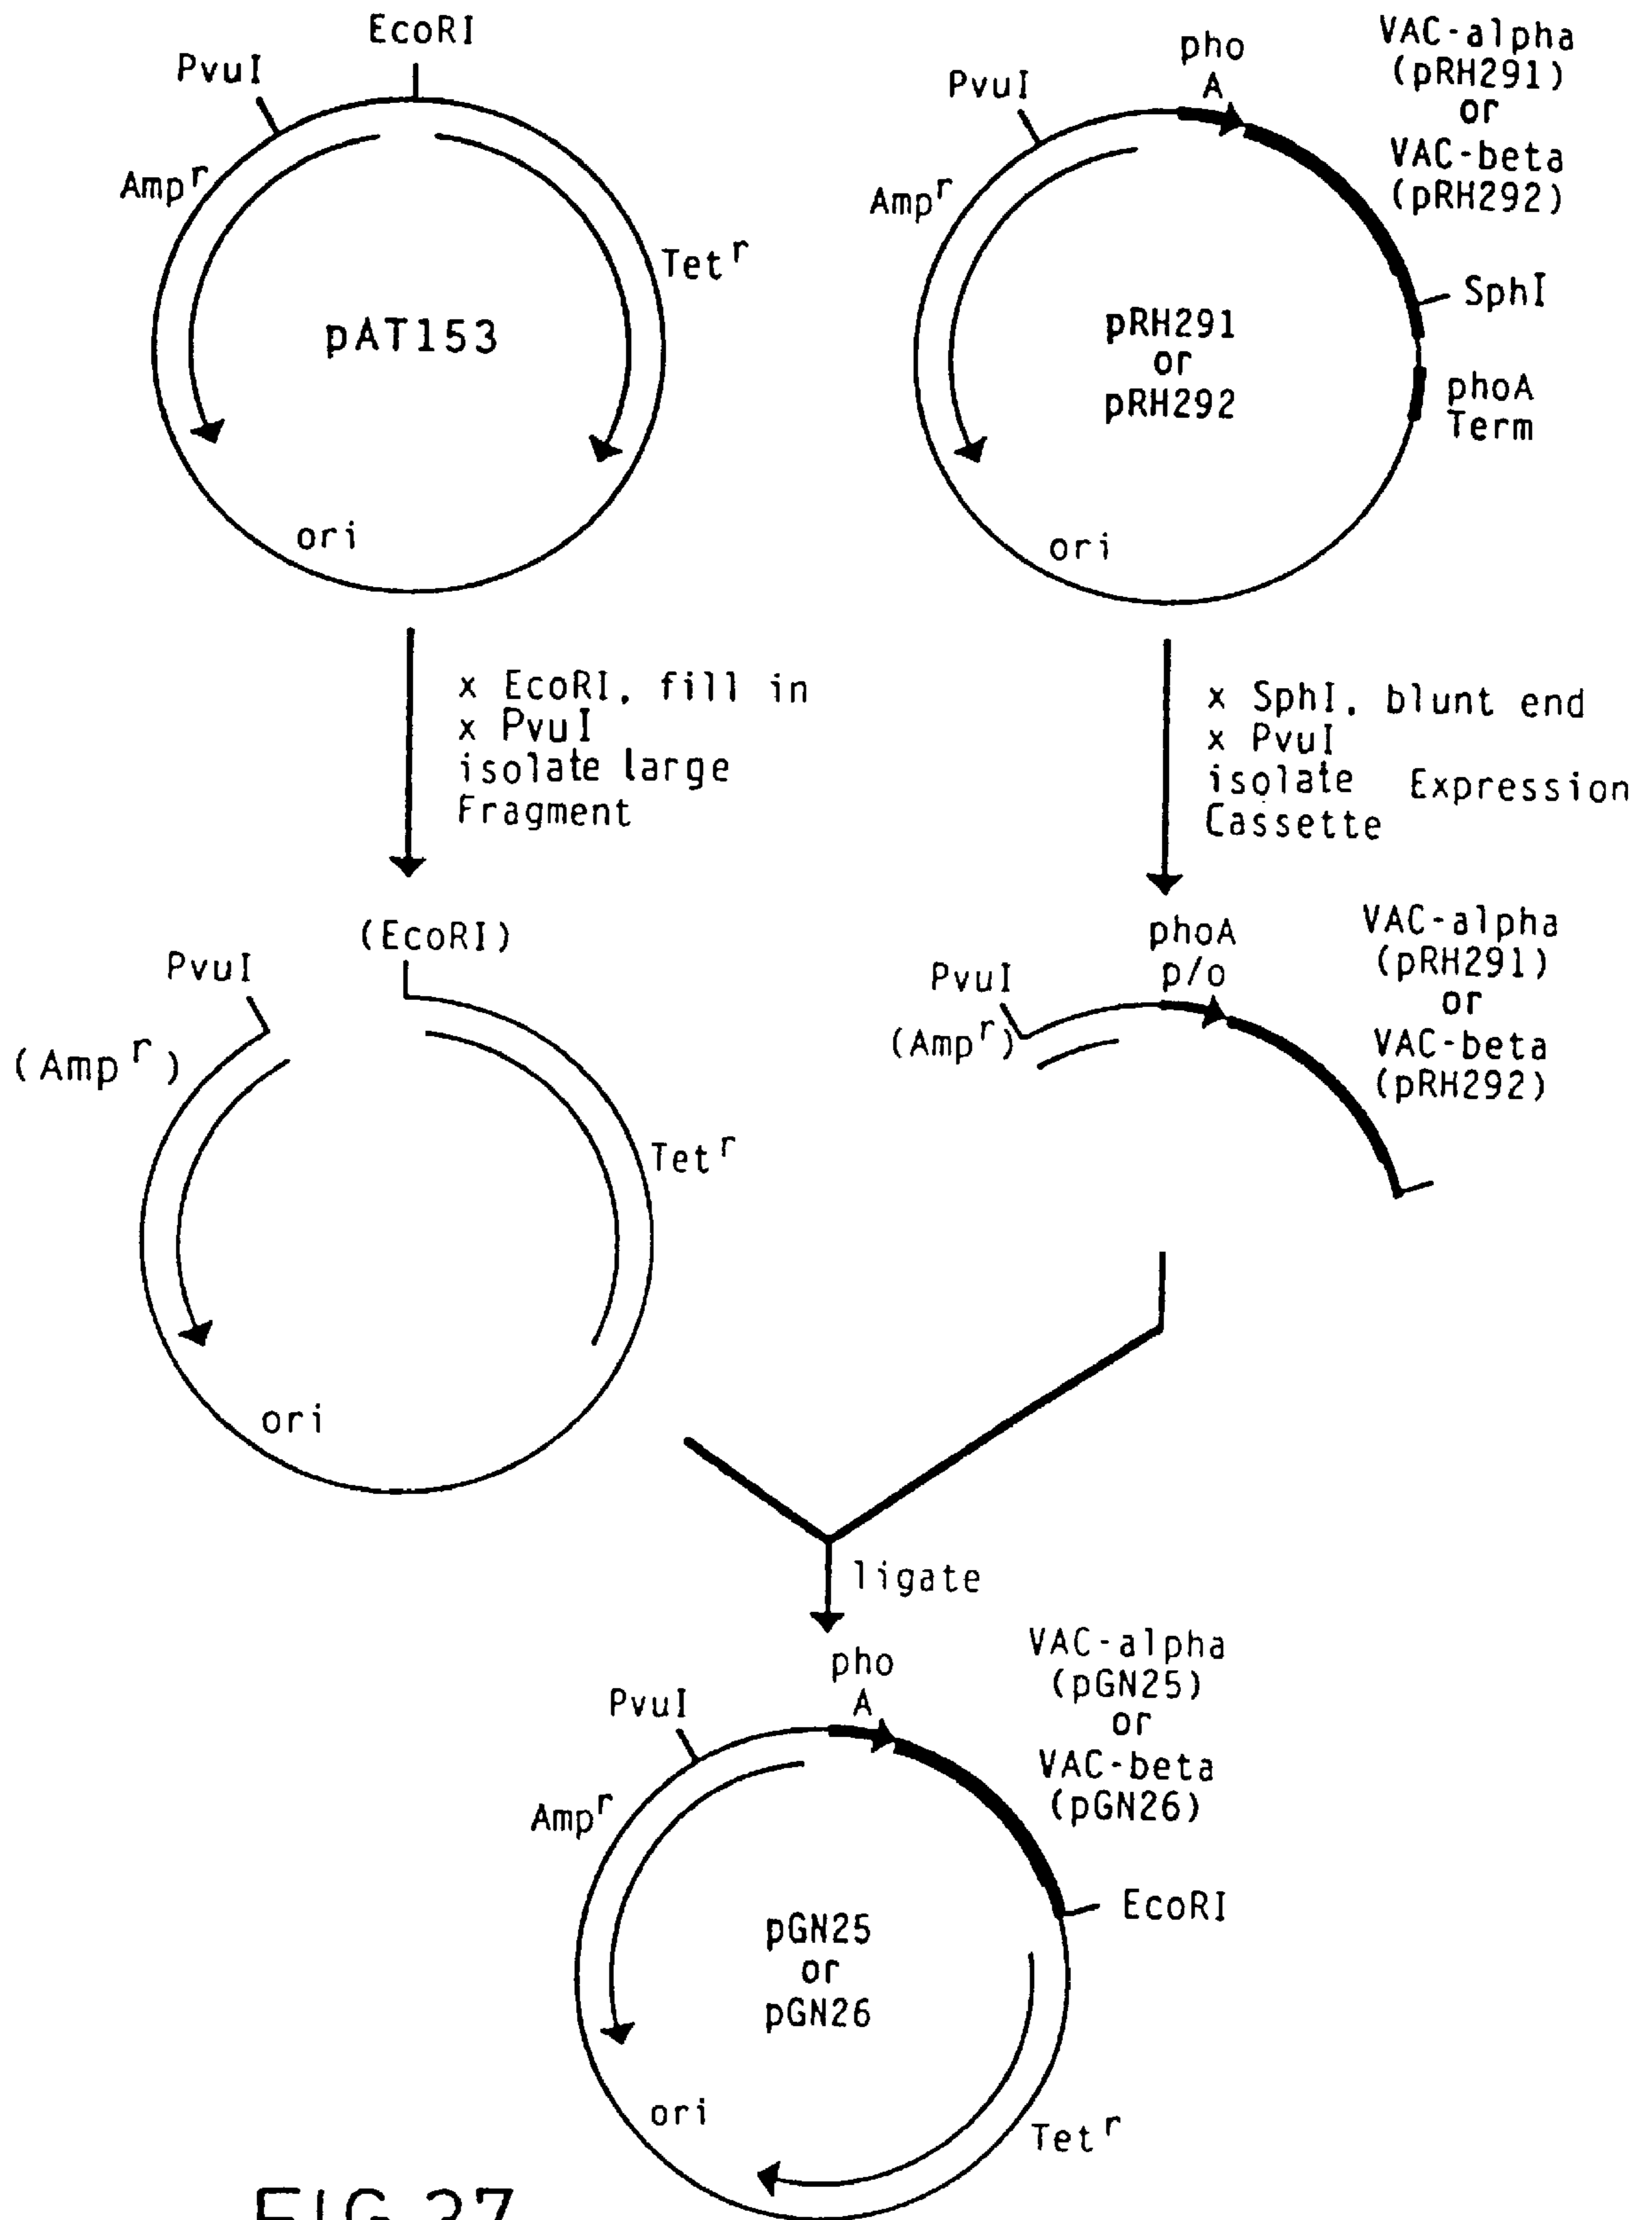 EcoRI
PvuI
Amp r
Tet r
pAT153
ori
pho
A
VAC-alpha
(pRH291)
or
VAC-beta
(pRH292)
PvuI
Amp r
SphI
pRH291
or
pRH292
phoA
Term
ori
x EcoRI, fill in
x PvuI
isolate large
Fragment
x SphI, blunt end
x PvuI
isolate Expression
Cassette
(EcoRI)
PvuI
(Amp r)
Tet r
ori
phoA
p/o
PvuI
(Amp r)
VAC-alpha
(pRH291)
or
VAC-beta
(pRH292)
ligate
pho
A
VAC-alpha
(pGN25)
or
VAC-beta
(pGN26)
PvuI
Amp r
EcoRI
pGN25
or
pGN26
ori
Tet r
FIG.27